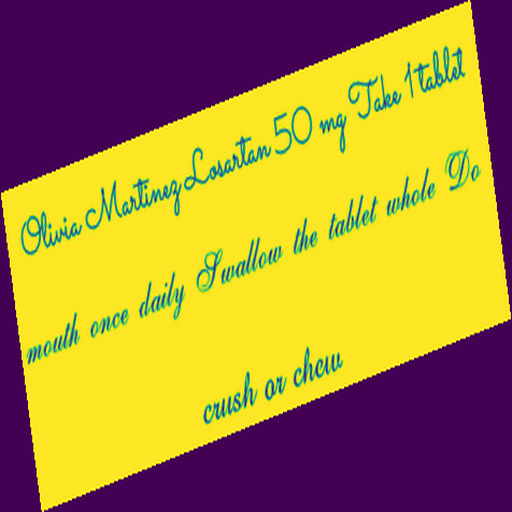 Olivia Martinez Losartan 50 mg Take 1 tablet
mouth once daily Swallow the tablet whole Do
crush or chew